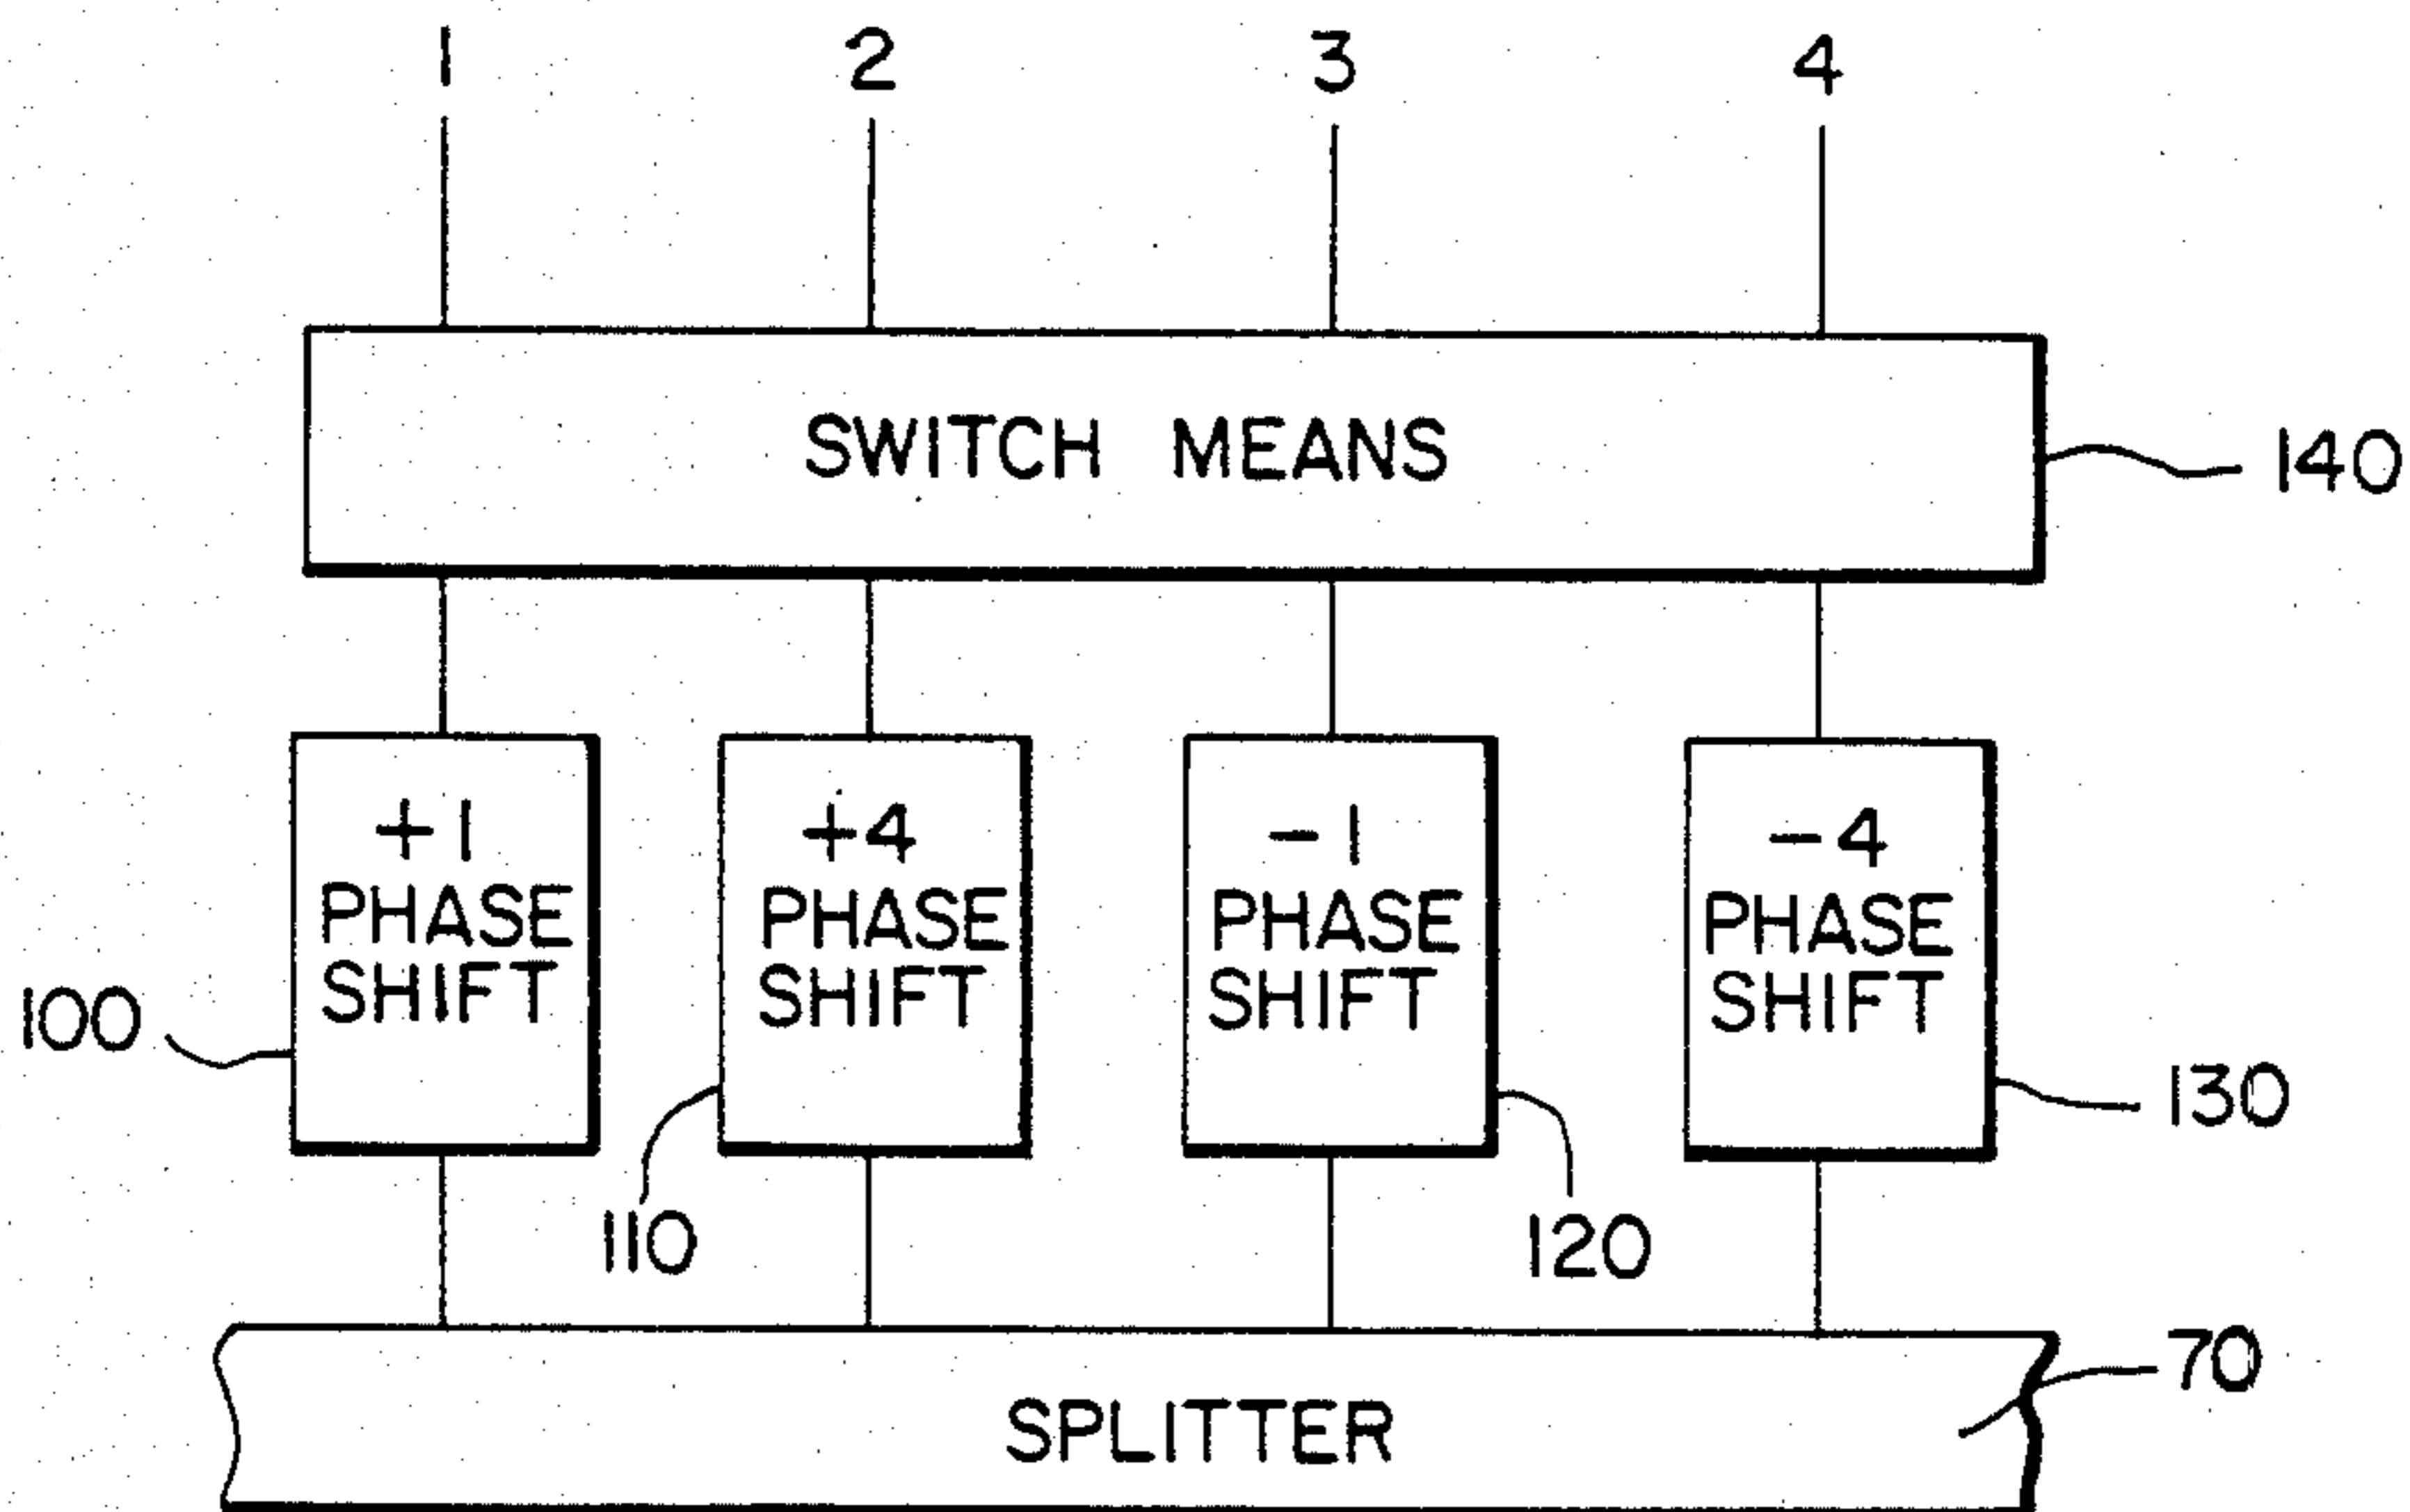 1 2 3 4
SWITCH MEANS
140
+1
PHASE
SHIFT
+4
PHASE
SHIFT
-1
PHASE
SHIFT
-4
PHASE
SHIFT
100
110
120
130
70
SPLITTER